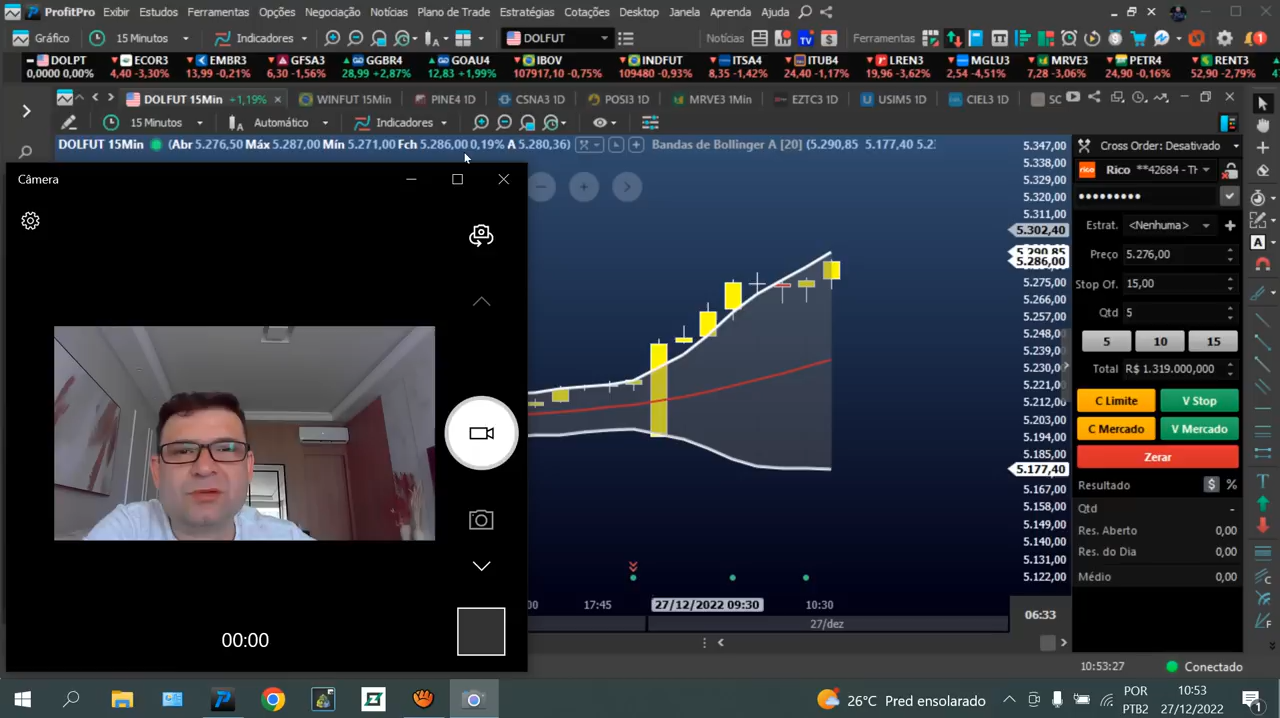 ProfitPro Exibir Estudos Ferramentas Opções Negociação Notícias Plano de Trade Estratégias Cotações Desktop Janela Aprenda Ajuda
Gráfico 15 Minutos Indicadores DOLFUT Notícias TV Ferramentas
DOLPT ECOR3 EMBR3 GFSA3 GGBR4 GOAU4 IBOV INDFUT ITSA4 ITUB4 LREN3 MGLU3 MRVE3 PETR4 RENT3
0,0000 0,00% 4,40 -3,30% 13,99 -0,21% 6,30 -1,56% 28,99 +2,87% 12,83 +1,99% 107917,10 -0,75% 109480 -0,93% 8,35 -1,42% 24,40 -1,17% 19,96 -3,62% 2,54 -4,51% 7,28 -3,06% 24,90 -0,16% 52,90 -2,79%
DOLFUT 15Min +1,19% WINFUT 15Min PINE4 1D CSNA3 1D POSI3 1D MRVE3 1Min EZTC3 1D USIM5 1D CIEL3 1D SC
15 Minutos Automático Indicadores
DOLFUT 15Min (Abr 5.276,50 Máx 5.287,00 Mín 5.271,00 Fch 5.286,00 0,19% A 5.280,36) Bandas de Bollinger A [20] (5.290,85 5.177,40 5.2
Câmera
00:00
5.347,00
5.338,00
5.329,00
5.320,00
5.311,00
5.302,40
5.290,85
5.286,00
5.275,00
5.266,00
5.257,00
5.248,00
5.239,00
5.230,00
5.221,00
5.212,00
5.203,00
5.194,00
5.185,00
5.177,40
5.167,00
5.158,00
5.149,00
5.140,00
5.131,00
5.122,00
00 17:45 27/12/2022 09:30 10:30
27/dez
06:33
Cross Order: Desativado
rico Rico **42684 - TH
Estrat. <Nenhuma>
Preço 5.276,00
Stop Of. 15,00
Qtd 5
5 10 15
Total R$ 1.319.000,000
C Limite V Stop
C Mercado V Mercado
Zerar
Resultado $ %
Qtd -
Res. Aberto 0,00
Res. do Dia 0,00
Médio 0,00
10:53:27 Conectado
26°C Pred ensolarado
POR
PTB2
10:53
27/12/2022
1